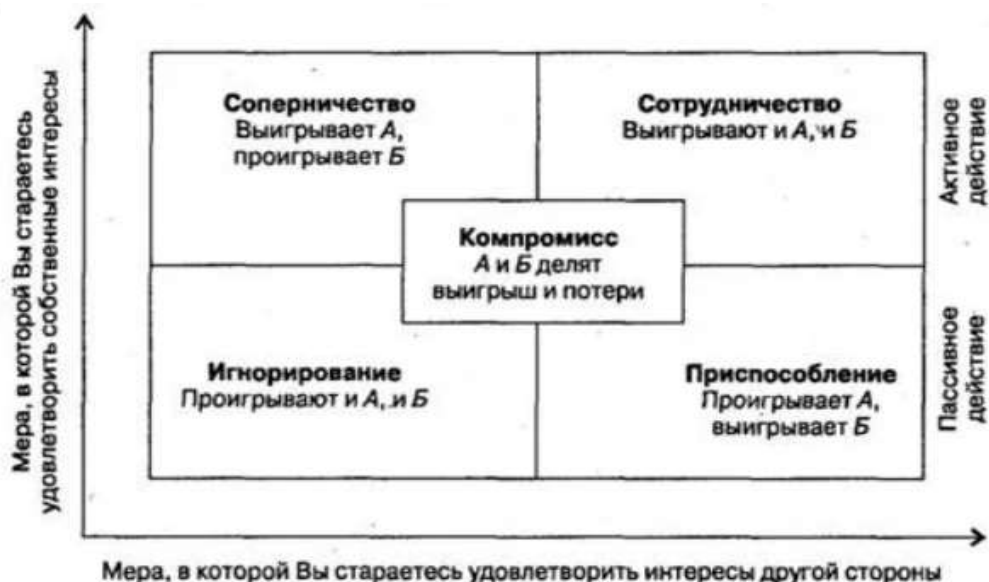 Мера, в которой Вы стараетесь
удовлетворить собственные интересы
Соперничество
Выигрывает А,
проигрывает Б
Сотрудничество
Выигрывают и А, и Б
Активное
действие
Компромисс
А и Б делят
выигрыш и потери
Игнорирование
Проигрывают и А, и Б
Приспособление
Проигрывает А,
выигрывает Б
Пассивное
действие
Мера, в которой Вы стараетесь удовлетворить интересы другой стороны